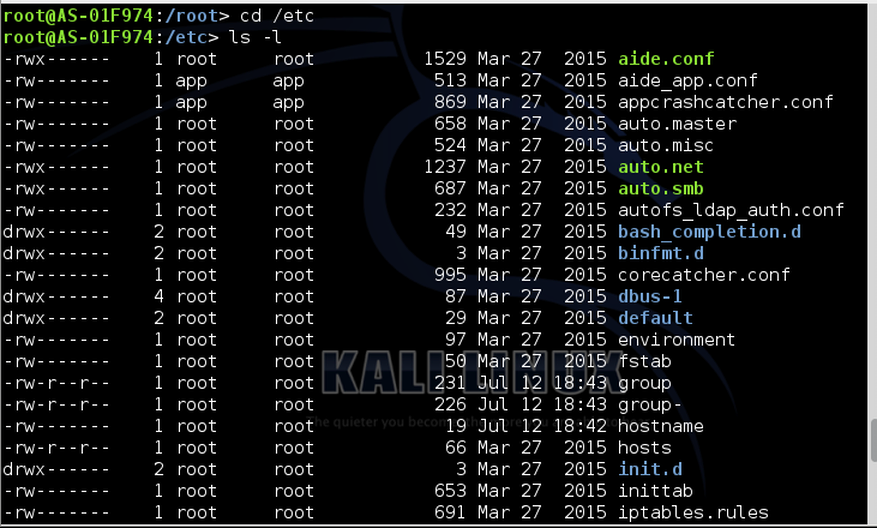 root@AS-01F974:/root> cd /etc
root@AS-01F974:/etc> ls -l
-rwx------ 1 root root 1529 Mar 27 2015 aide.conf
-rw------- 1 app app 513 Mar 27 2015 aide_app.conf
-rw------- 1 app app 869 Mar 27 2015 appcrashcatcher.conf
-rw------- 1 root root 658 Mar 27 2015 auto.master
-rw------- 1 root root 524 Mar 27 2015 auto.misc
-rwx------ 1 root root 1237 Mar 27 2015 auto.net
-rwx------ 1 root root 687 Mar 27 2015 auto.smb
-rw------- 1 root root 232 Mar 27 2015 autofs_ldap_auth.conf
drwx------ 2 root root 49 Mar 27 2015 bash_completion.d
drwx------ 2 root root 3 Mar 27 2015 binfmt.d
-rw------- 1 root root 995 Mar 27 2015 corecatcher.conf
drwx------ 4 root root 87 Mar 27 2015 dbus-1
drwx------ 2 root root 29 Mar 27 2015 default
-rw------- 1 root root 97 Mar 27 2015 environment
-rw------- 1 root root 50 Mar 27 2015 fstab
-rw-r--r-- 1 root root 231 Jul 12 18:43 group
-rw-r--r-- 1 root root 226 Jul 12 18:43 group-
-rw------- 1 root root 19 Jul 12 18:42 hostname
-rw-r--r-- 1 root root 66 Mar 27 2015 hosts
drwx------ 2 root root 3 Mar 27 2015 init.d
-rw------- 1 root root 653 Mar 27 2015 inittab
-rw------- 1 root root 691 Mar 27 2015 iptables.rules
KALI LINUX
The quieter you become